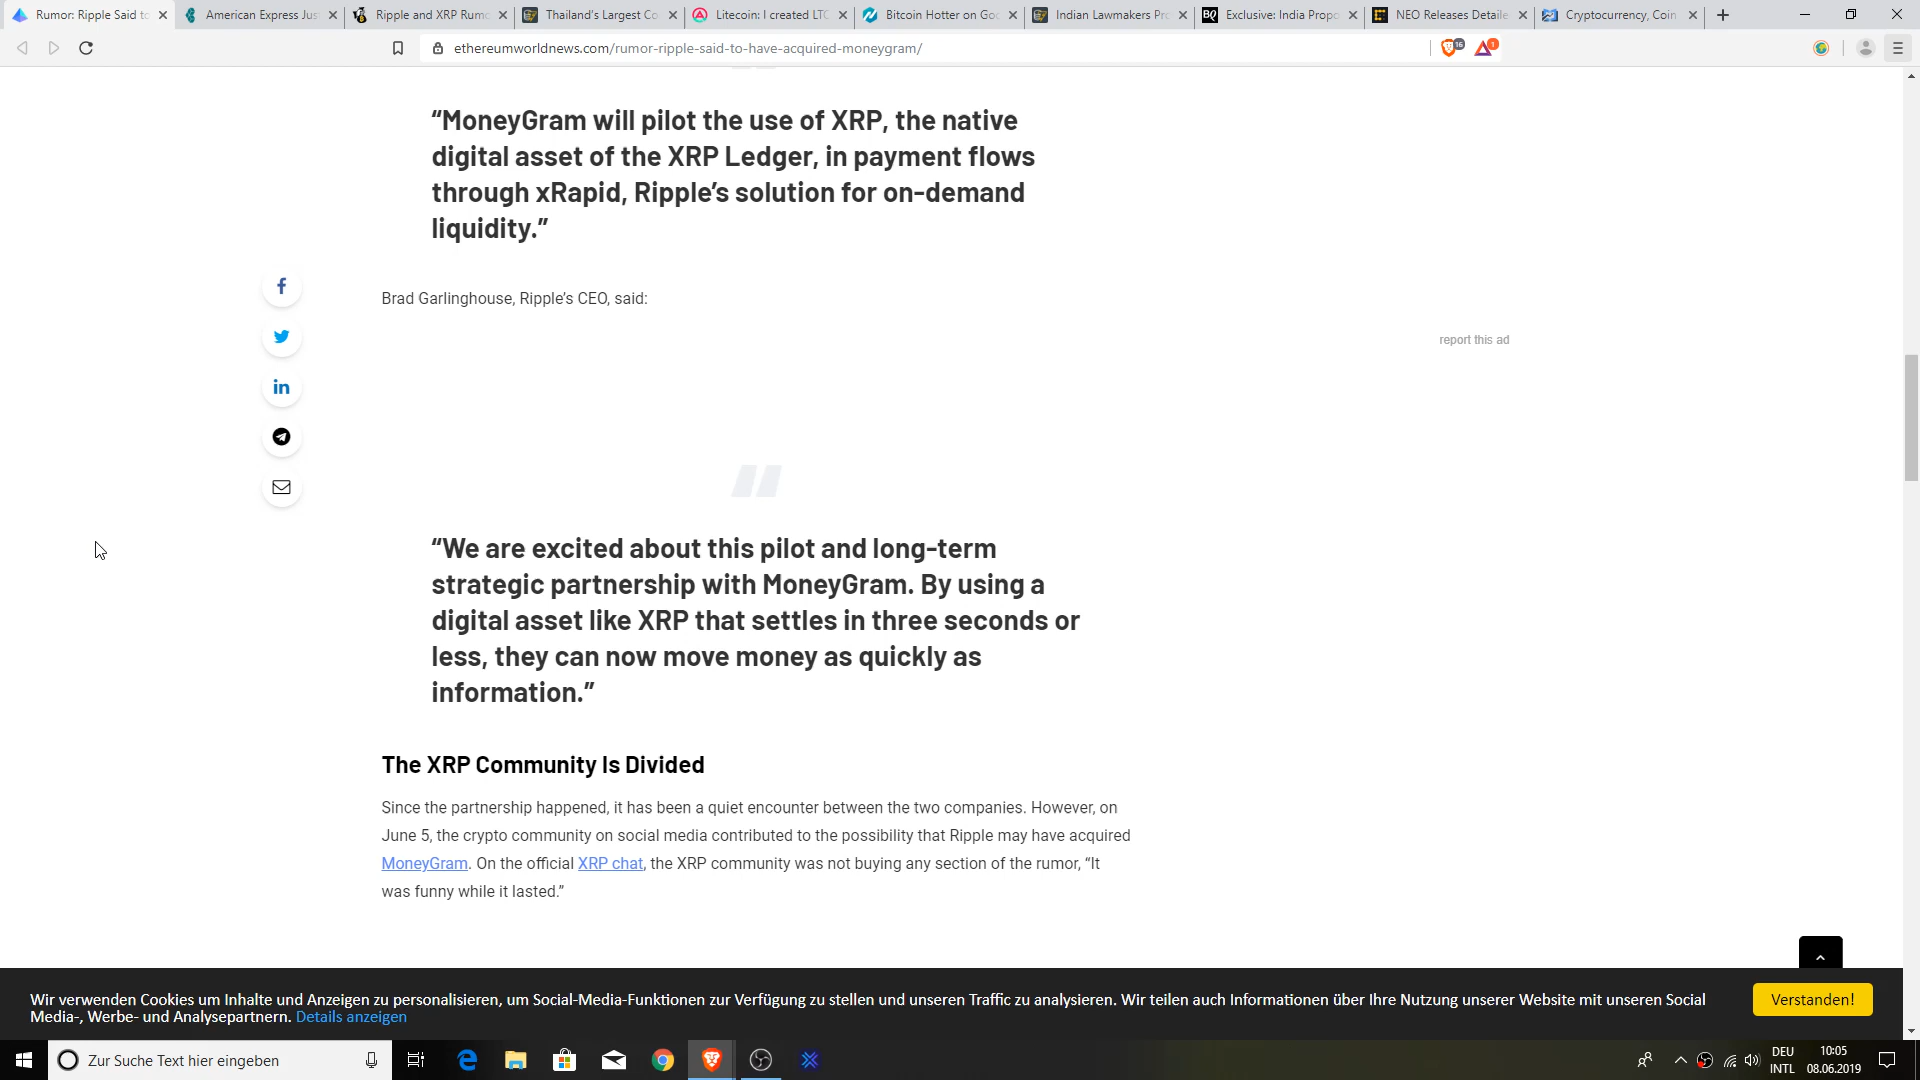 Rumor: Ripple Said to
American Express Jus
Ripple and XRP Rumo
Thailand's Largest Co
Litecoin: I created LTC
Bitcoin Hotter on Goo
Indian Lawmakers Pro
Exclusive: India Propo
NEO Releases Detaile
Cryptocurrency, Coin
ethereumworldnews.com/rumor-ripple-said-to-have-acquired-moneygram/
16
1
“MoneyGram will pilot the use of XRP, the native
digital asset of the XRP Ledger, in payment flows
through xRapid, Ripple’s solution for on-demand
liquidity.”
Brad Garlinghouse, Ripple’s CEO, said:
report this ad
“We are excited about this pilot and long-term
strategic partnership with MoneyGram. By using a
digital asset like XRP that settles in three seconds or
less, they can now move money as quickly as
information.”
The XRP Community Is Divided
Since the partnership happened, it has been a quiet encounter between the two companies. However, on
June 5, the crypto community on social media contributed to the possibility that Ripple may have acquired
MoneyGram. On the official XRP chat, the XRP community was not buying any section of the rumor, “It
was funny while it lasted.”
Wir verwenden Cookies um Inhalte und Anzeigen zu personalisieren, um Social-Media-Funktionen zur Verfügung zu stellen und unseren Traffic zu analysieren. Wir teilen auch Informationen über Ihre Nutzung unserer Website mit unseren Social
Media-, Werbe- und Analysepartnern. Details anzeigen
Verstanden!
Zur Suche Text hier eingeben
DEU
INTL
10:05
08.06.2019